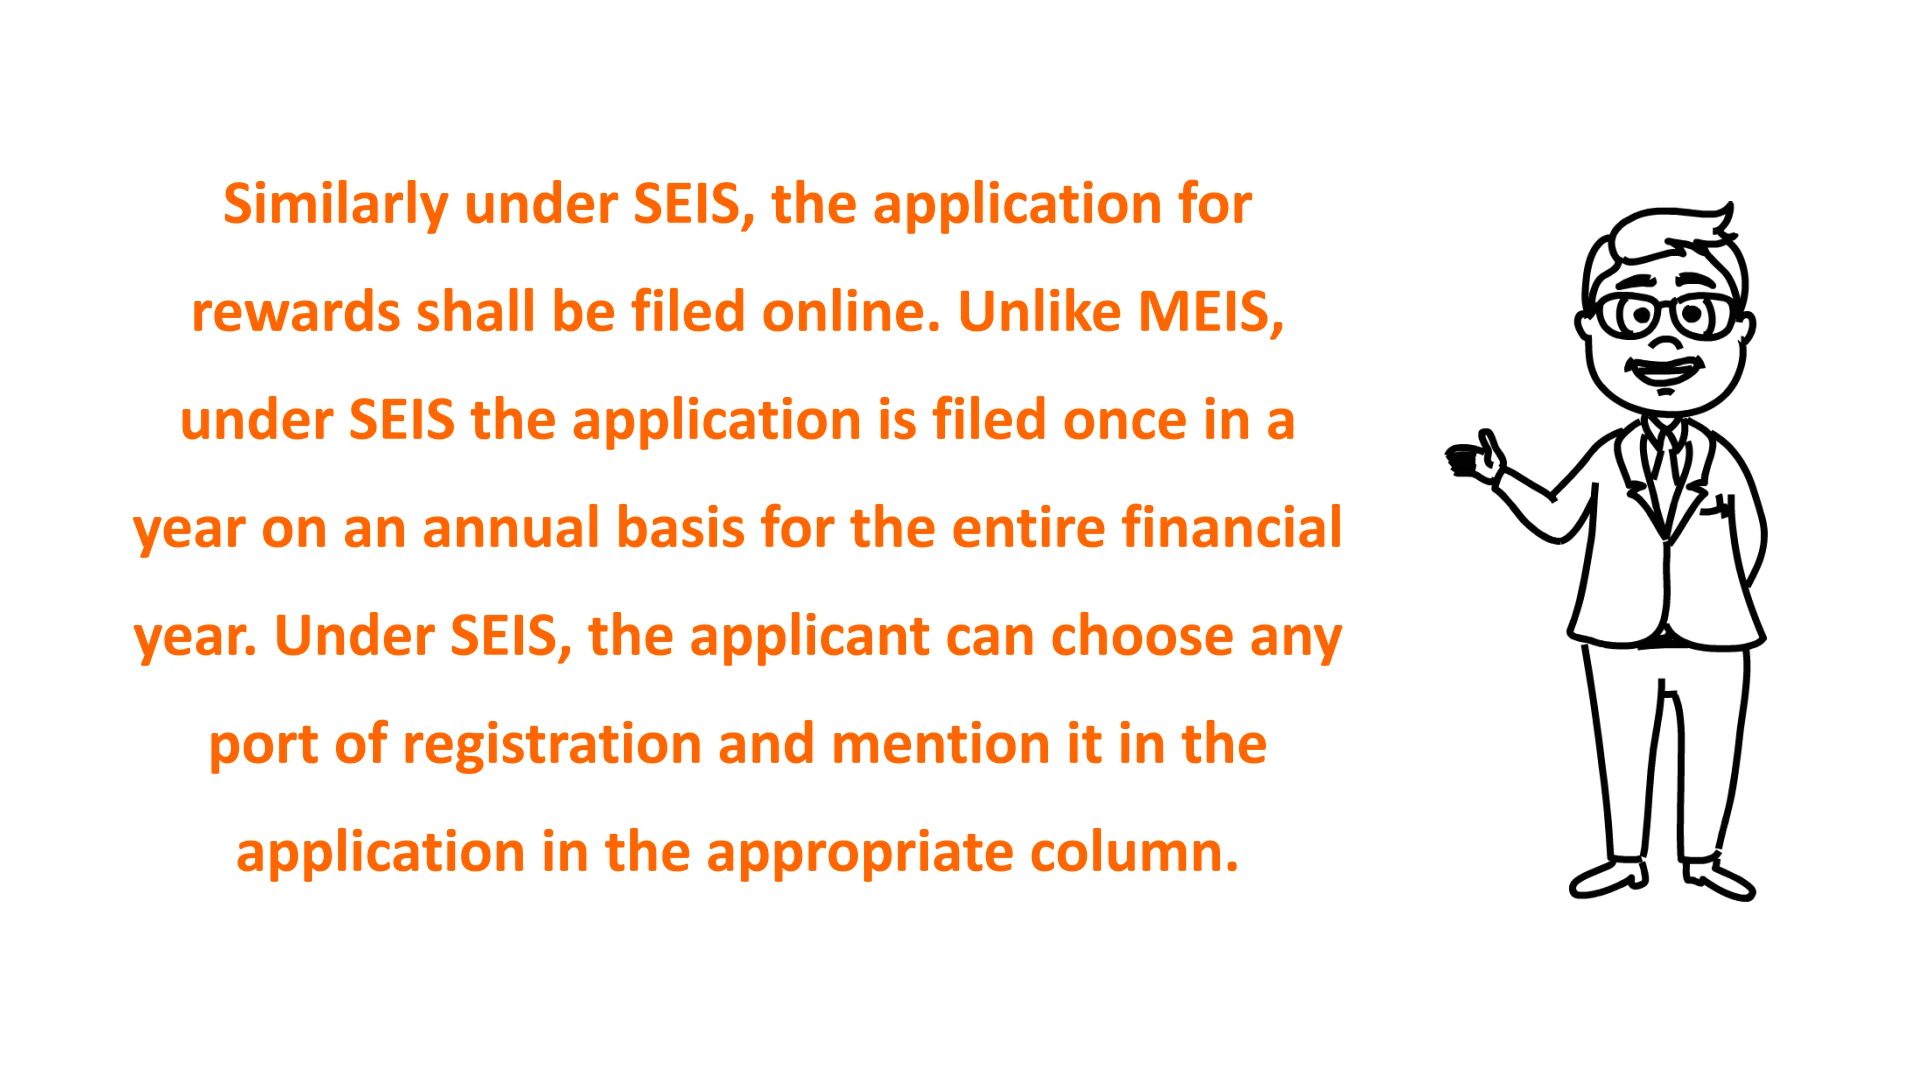 Similarly under SEIS, the application for
rewards shall be filed online. Unlike MEIS,
under SEIS the application is filed once in a
year on an annual basis for the entire financial
year. Under SEIS, the applicant can choose any
port of registration and mention it in the
application in the appropriate column.